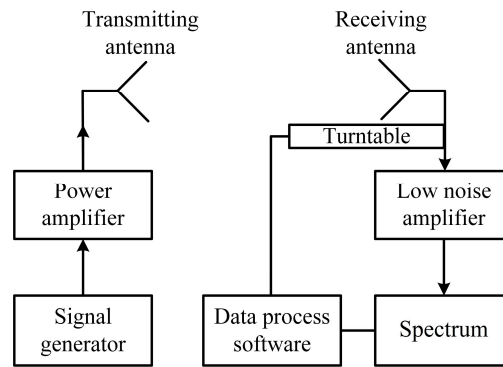 Transmitting
antenna
Receiving
antenna
Turntable
Power
amplifier
Low noise
amplifier
Signal
generator
Data process
software
Spectrum